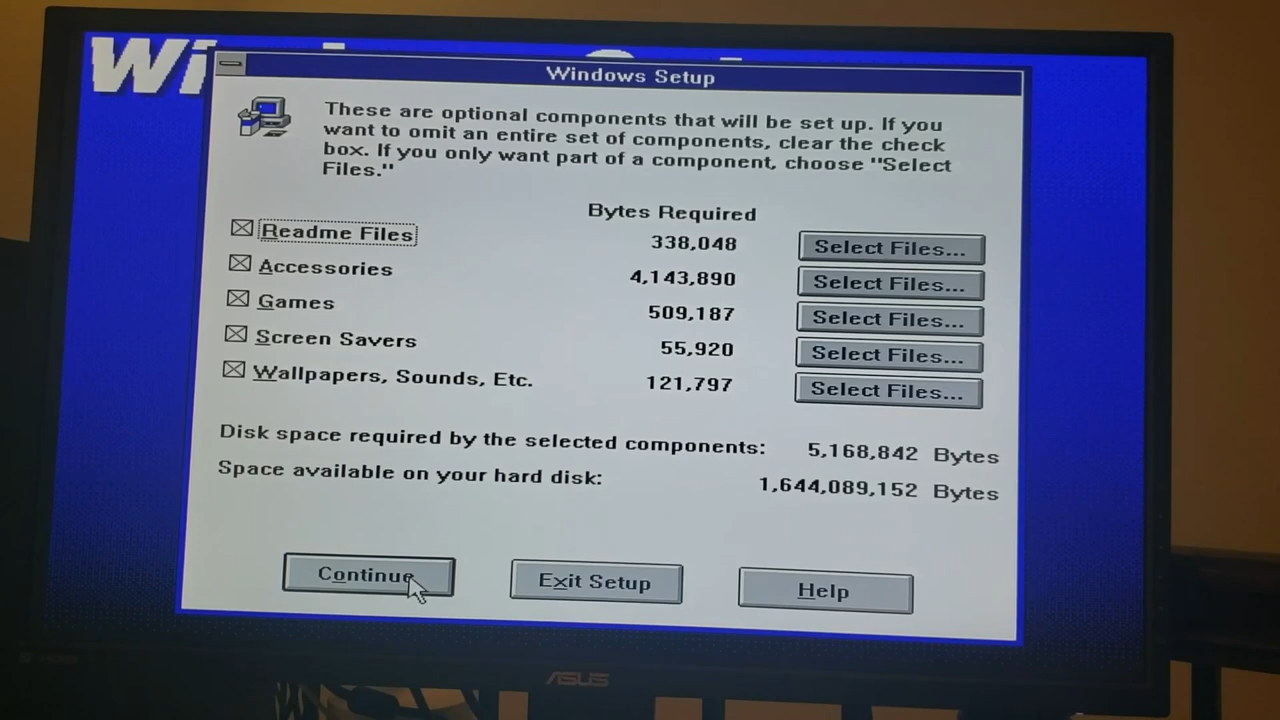 Wi
Windows Setup
These are optional components that will be set up. If you
want to omit an entire set of components, clear the check
box. If you only want part of a component, choose "Select
Files."
Bytes Required
Readme Files 338,048 Select Files...
Accessories 4,143,890 Select Files...
Games 509,187 Select Files...
Screen Savers 55,920 Select Files...
Wallpapers, Sounds, Etc. 121,797 Select Files...
Disk space required by the selected components: 5,168,842 Bytes
Space available on your hard disk: 1,644,089,152 Bytes
Continue Exit Setup Help
ASUS